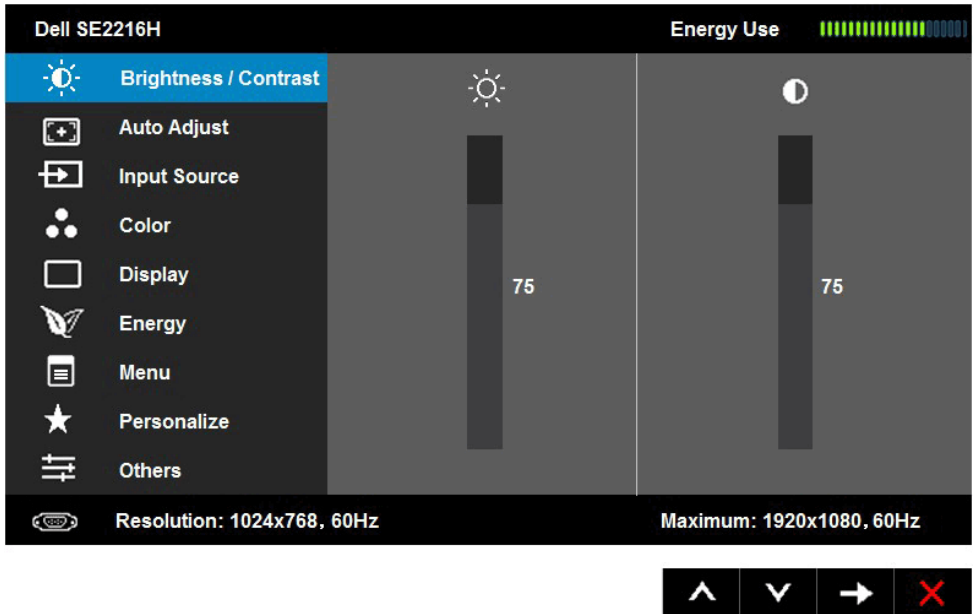 Dell SE2216H
Energy Use
Brightness / Contrast
Auto Adjust
Input Source
Color
Display
Energy
Menu
Personalize
Others
75
75
Resolution: 1024x768, 60Hz
Maximum: 1920x1080, 60Hz